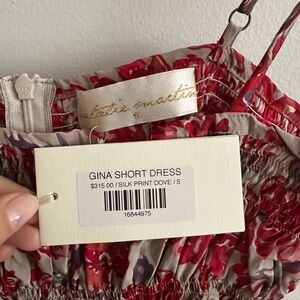 natalie martin
S
GINA SHORT DRESS
$315.00 / SILK PRINT DOVE / S
16844975